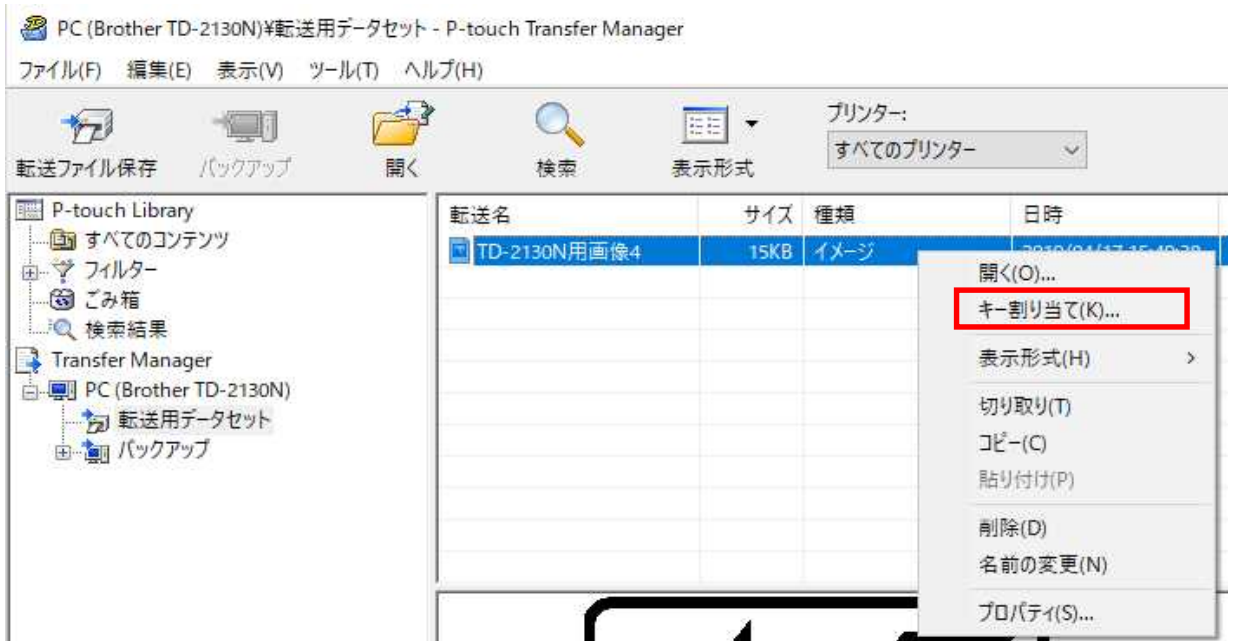 PC (Brother TD-2130N)¥転送用データセット - P-touch Transfer Manager
ファイル(F) 編集(E) 表示(V) ツール(T) ヘルプ(H)
転送ファイル保存 バックアップ 開く 検索 表示形式
プリンター:
すべてのプリンター
P-touch Library
すべてのコンテンツ
フィルター
ごみ箱
検索結果
Transfer Manager
PC (Brother TD-2130N)
転送用データセット
バックアップ
転送名 サイズ 種類 日時
TD-2130N用画像4 15KB イメージ
開く(O)...
キー割り当て(K)...
表示形式(H)
切り取り(T)
コピー(C)
貼り付け(P)
削除(D)
名前の変更(N)
プロパティ(S)...